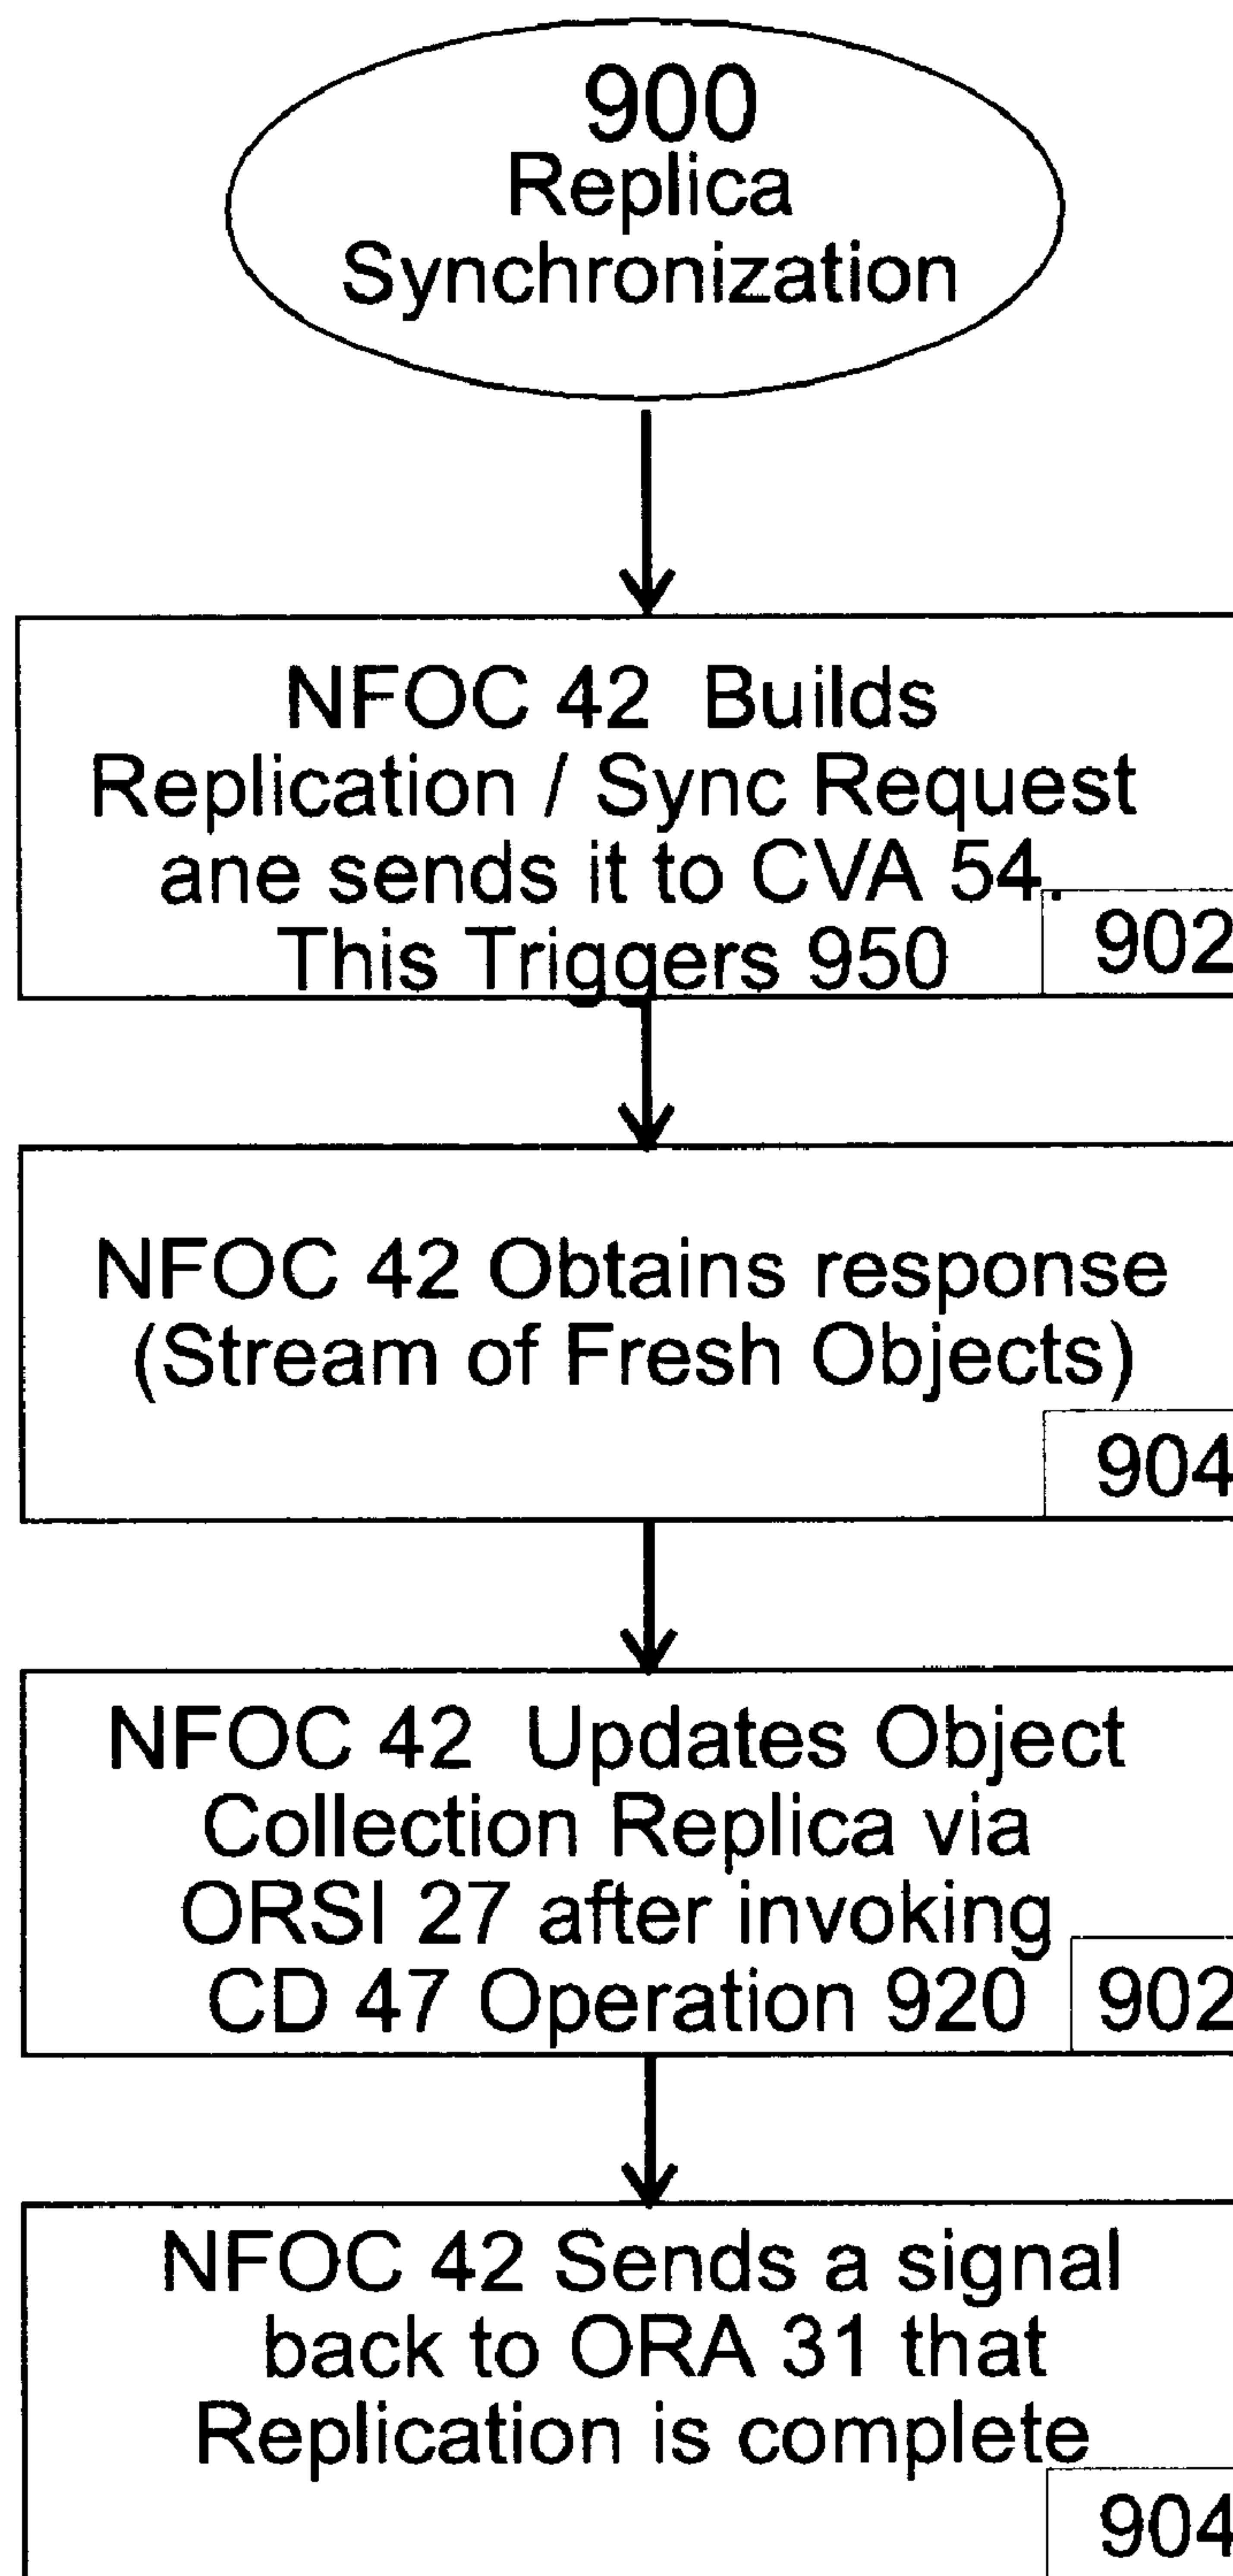 900
Replica
Synchronization
NFOC 42 Builds
Replication / Sync Request
ane sends it to CVA 54.
This Triggers 950
902
NFOC 42 Obtains response
(Stream of Fresh Objects)
904
NFOC 42 Updates Object
Collection Replica via
ORSI 27 after invoking
CD 47 Operation 920
902
NFOC 42 Sends a signal
back to ORA 31 that
Replication is complete
904